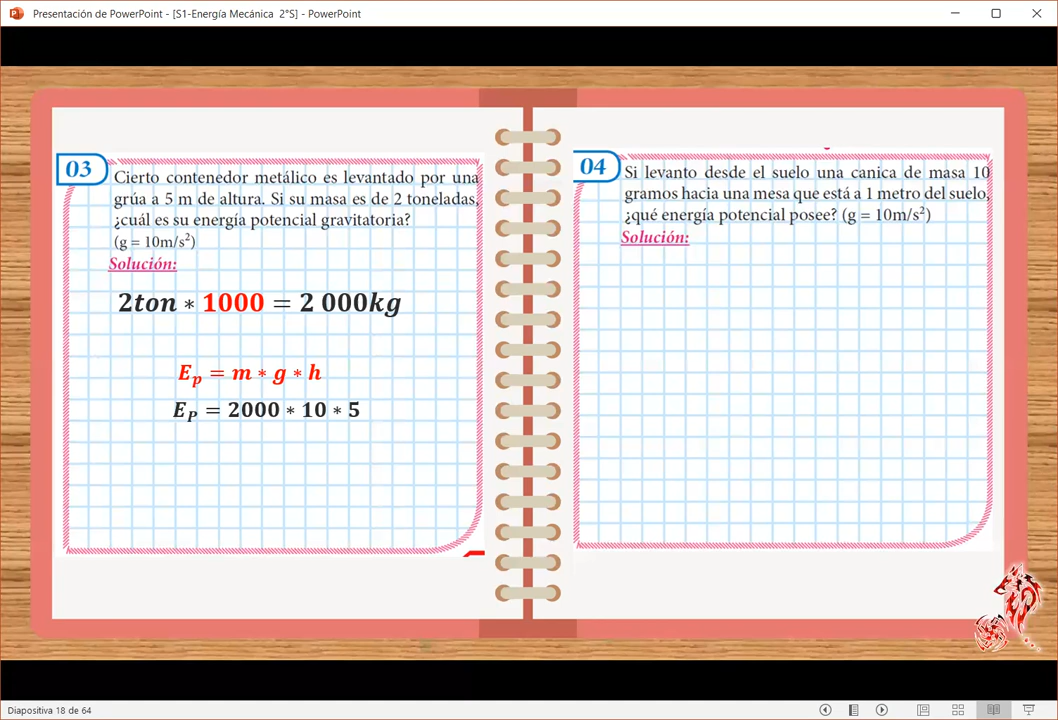 Presentación de PowerPoint - [S1-Energía Mecánica  2°S] - PowerPoint
03
Cierto contenedor metálico es levantado por una
grúa a 5 m de altura. Si su masa es de 2 toneladas,
¿cuál es su energía potencial gravitatoria?
(g = 10m/s²)
Solución:
2ton * 1000 = 2 000kg
Eₚ = m * g * h
E_P = 2000 * 10 * 5
04
Si levanto desde el suelo una canica de masa 10
gramos hacia una mesa que está a 1 metro del suelo,
¿qué energía potencial posee? (g = 10m/s²)
Solución:
Diapositiva 18 de 64